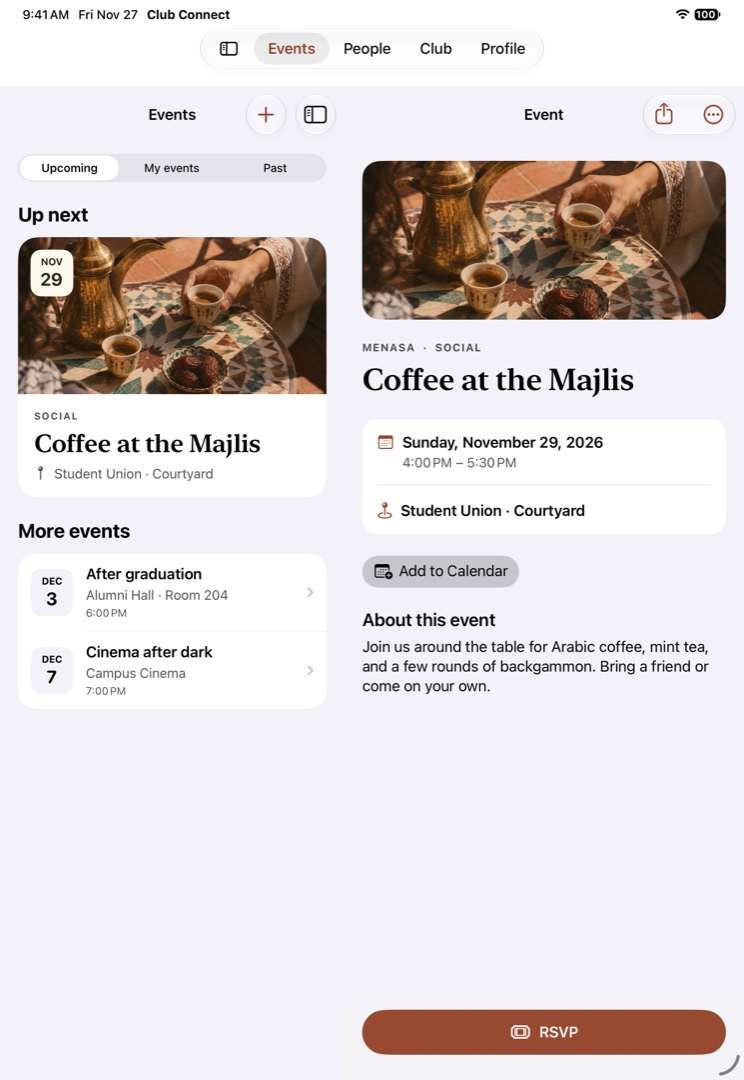 9:41 AM Fri Nov 27 Club Connect
100
Events People Club Profile
Events
Upcoming My events Past
Up next
NOV
29
SOCIAL
Coffee at the Majlis
Student Union · Courtyard
More events
DEC
3
After graduation
Alumni Hall · Room 204
6:00 PM
DEC
7
Cinema after dark
Campus Cinema
7:00 PM
Event
MENASA · SOCIAL
Coffee at the Majlis
Sunday, November 29, 2026
4:00 PM – 5:30 PM
Student Union · Courtyard
Add to Calendar
About this event
Join us around the table for Arabic coffee, mint tea,
and a few rounds of backgammon. Bring a friend or
come on your own.
RSVP